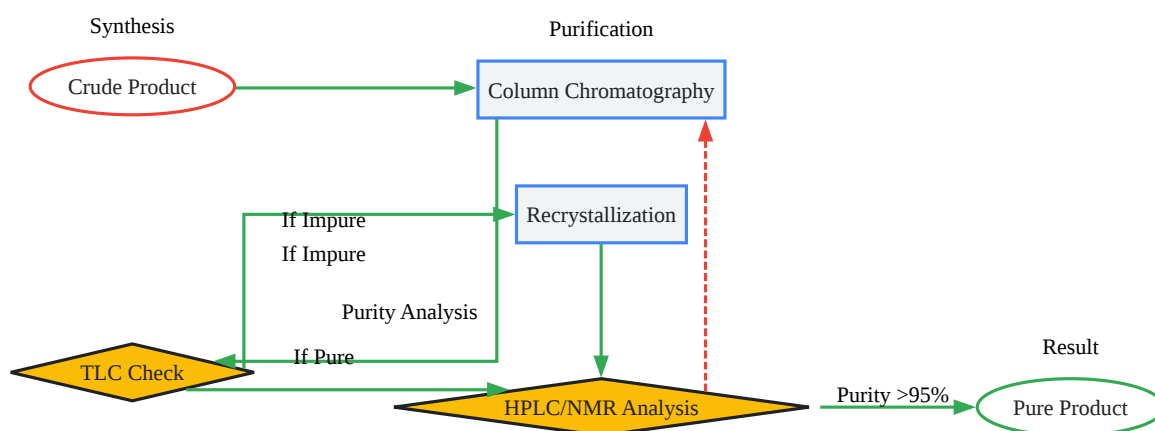 Synthesis
Purification
Crude Product
Column Chromatography
Recrystallization
If Impure
If Impure
Purity Analysis
If Pure
TLC Check
HPLC/NMR Analysis
Result
Purity >95%
Pure Product